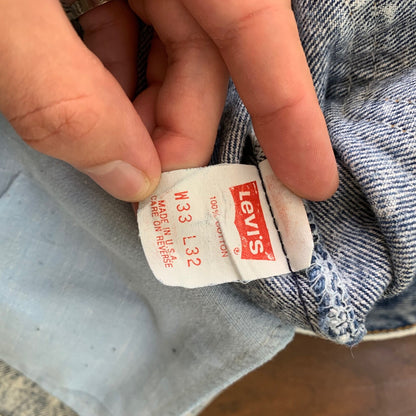 Levi's
®
100% COTTON
W33 L32
MADE IN U.S.A.
CARE ON REVERSE